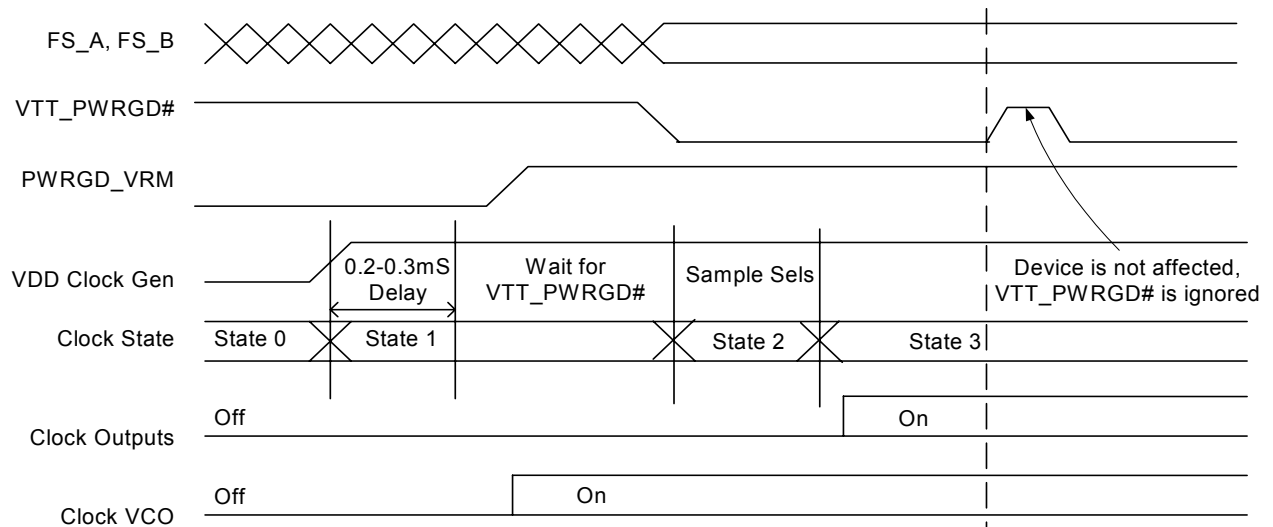 FS_A, FS_B
VTT_PWRGD#
PWRGD_VRM
VDD Clock Gen
0.2-0.3mS
Delay
Wait for
VTT_PWRGD#
Sample Sels
Device is not affected,
VTT_PWRGD# is ignored
Clock State
State 0
State 1
State 2
State 3
Clock Outputs
Off
On
Clock VCO
Off
On